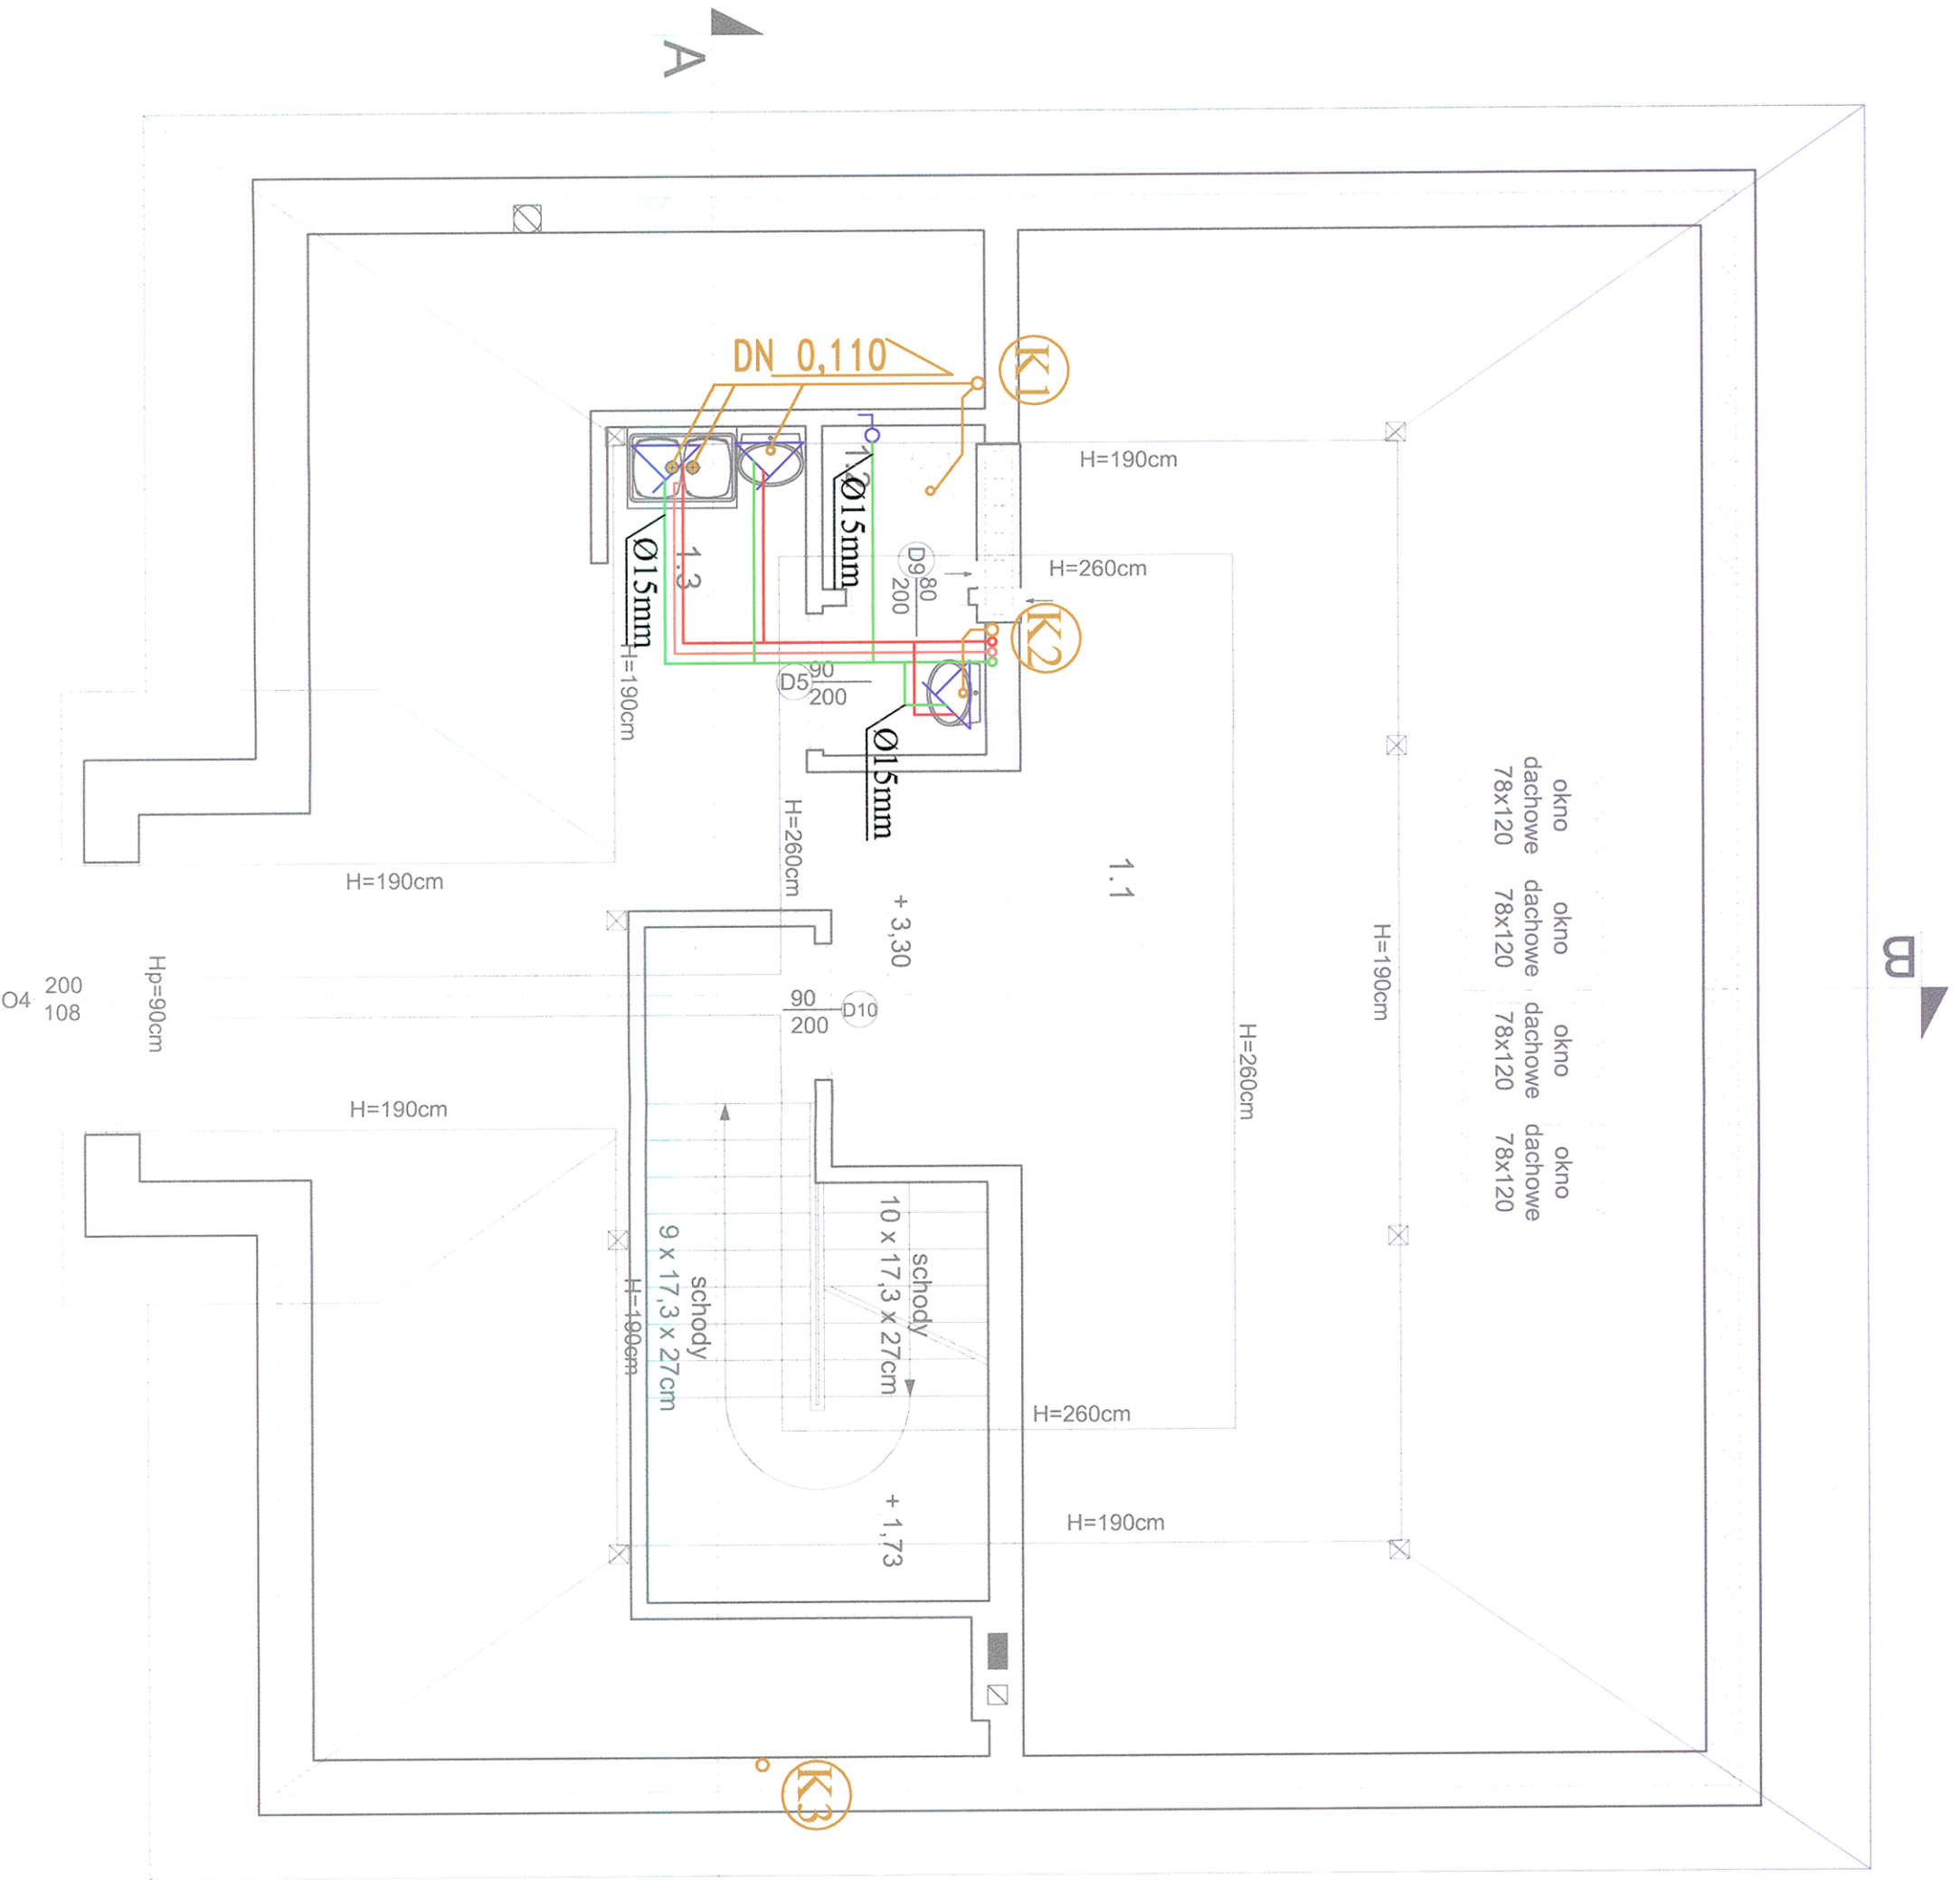 A
DN 0,110
K1
H=190cm
1.2
Ø15mm
1.3
Ø15mm
D9
80
200
H=260cm
K2
H=190cm
D5
90
200
Ø15mm
H=260cm
1.1
okno
dachowe
78x120
okno
dachowe
78x120
okno
dachowe
78x120
okno
dachowe
78x120
H=190cm
+ 3,30
H=190cm
B
O4
200
108
Hp=90cm
90
200
D10
H=260cm
H=190cm
schody
10 x 17,3 x 27cm
schody
9 x 17,3 x 27cm
H=190cm
H=260cm
+ 1,73
H=190cm
K3